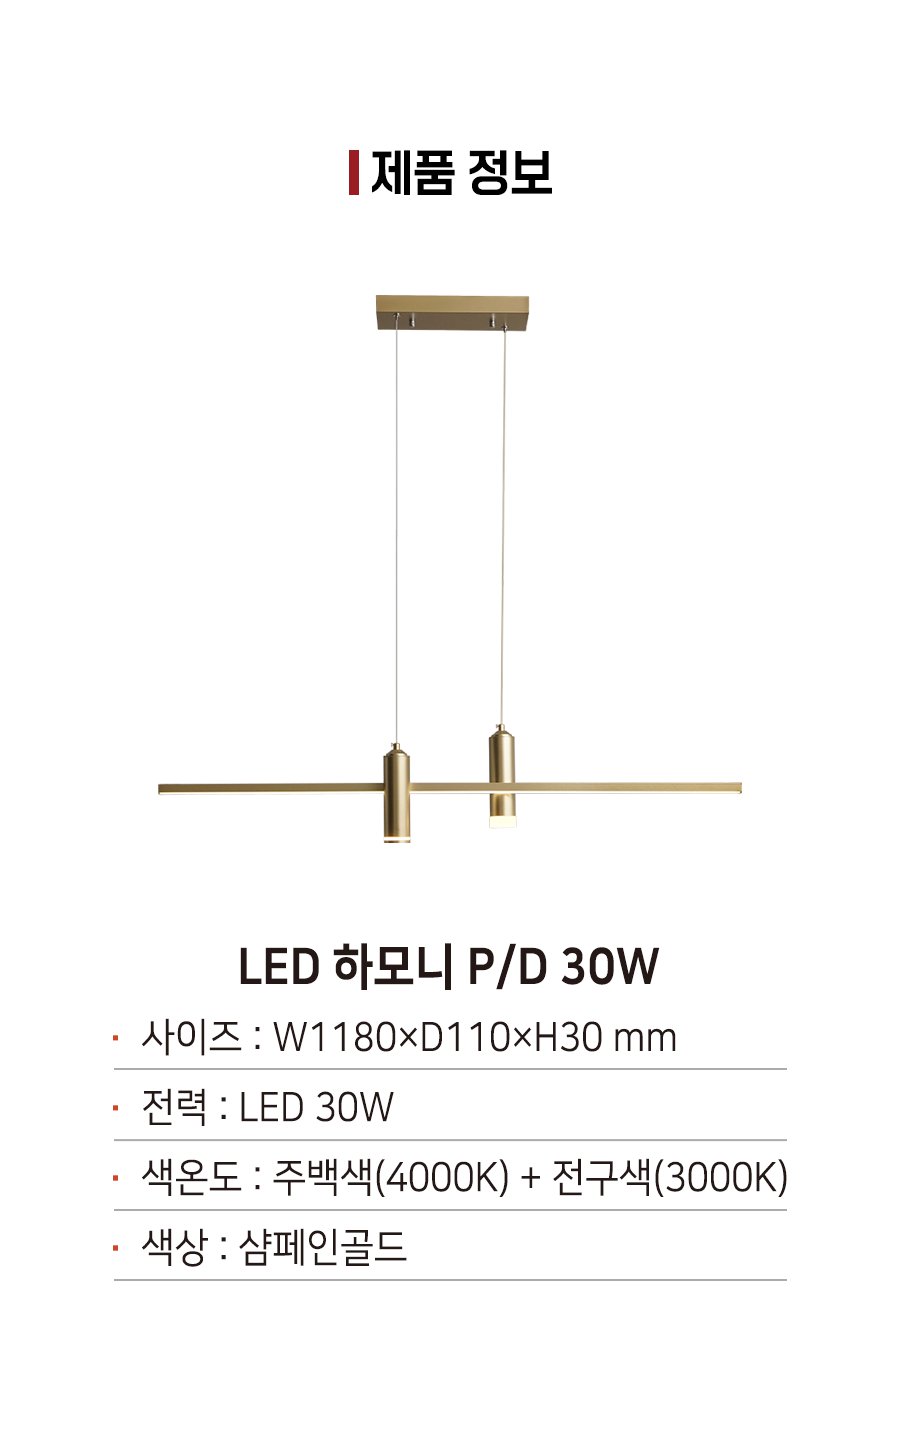 제품 정보
LED 하모니 P/D 30W
· 사이즈 : W1180×D110×H30 mm
· 전력 : LED 30W
· 색온도 : 주백색(4000K) + 전구색(3000K)
· 색상 : 샴페인골드